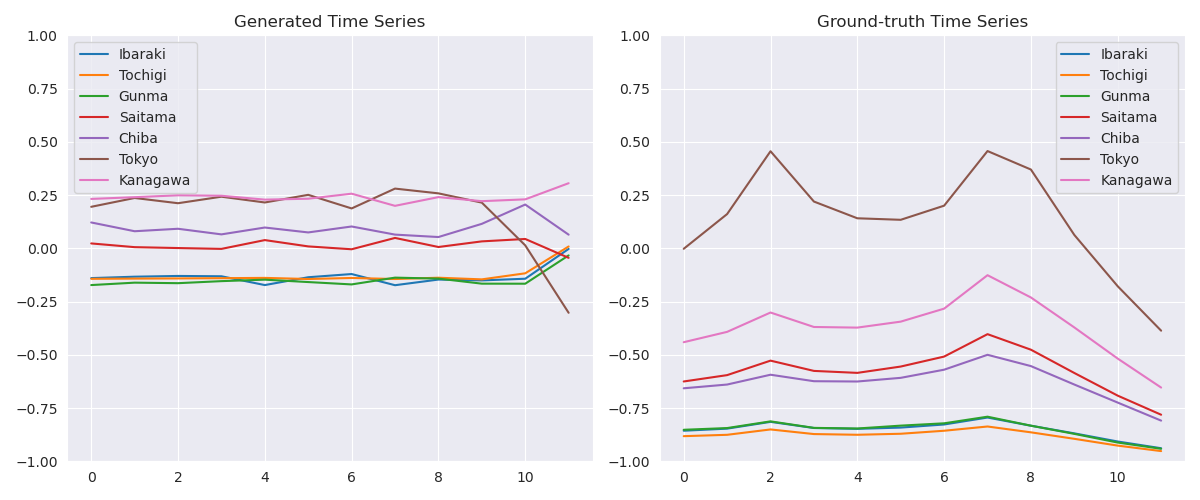 Generated Time Series
1.00
0.75
0.50
0.25
0.00
−0.25
−0.50
−0.75
−1.00
0 2 4 6 8 10
Ibaraki
Tochigi
Gunma
Saitama
Chiba
Tokyo
Kanagawa
Ground-truth Time Series
1.00
0.75
0.50
0.25
0.00
−0.25
−0.50
−0.75
−1.00
0 2 4 6 8 10
Ibaraki
Tochigi
Gunma
Saitama
Chiba
Tokyo
Kanagawa